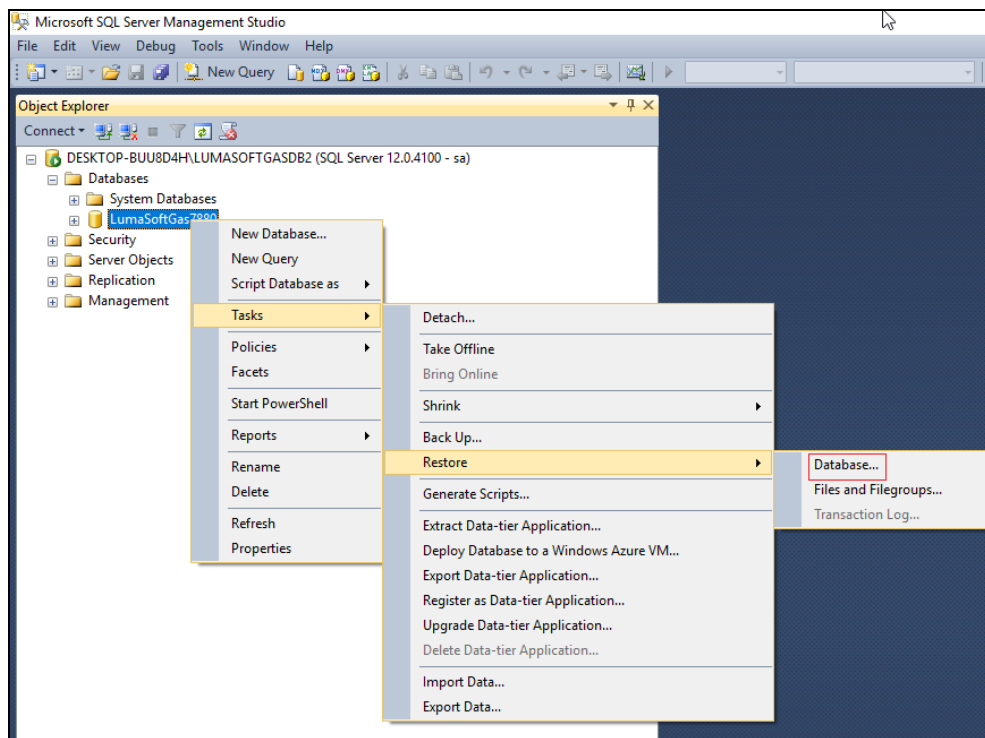 Microsoft SQL Server Management Studio
File Edit View Debug Tools Window Help
New Query
Object Explorer
Connect
DESKTOP-BUU8D4H\LUMASOFTGASDB2 (SQL Server 12.0.4100 - sa)
Databases
System Databases
LumaSoftGas7880
Security
Server Objects
Replication
Management
New Database...
New Query
Script Database as
Tasks
Policies
Facets
Start PowerShell
Reports
Rename
Delete
Refresh
Properties
Detach...
Take Offline
Bring Online
Shrink
Back Up...
Restore
Generate Scripts...
Extract Data-tier Application...
Deploy Database to a Windows Azure VM...
Export Data-tier Application...
Register as Data-tier Application...
Upgrade Data-tier Application...
Delete Data-tier Application...
Import Data...
Export Data...
Database...
Files and Filegroups...
Transaction Log...